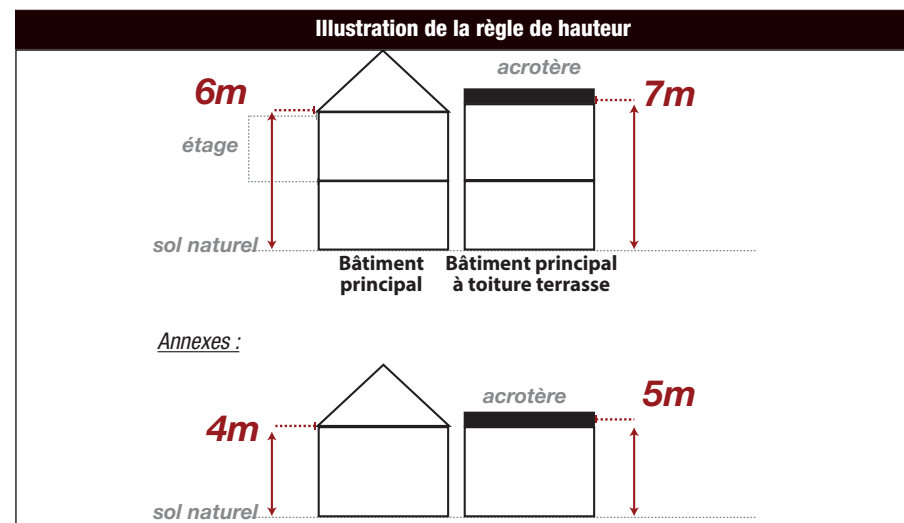 Illustration de la règle de hauteur
acrotère
6m
7m
étage
sol naturel
Bâtiment principal
Bâtiment principal à toiture terrasse
Annexes :
acrotère
5m
4m
sol naturel